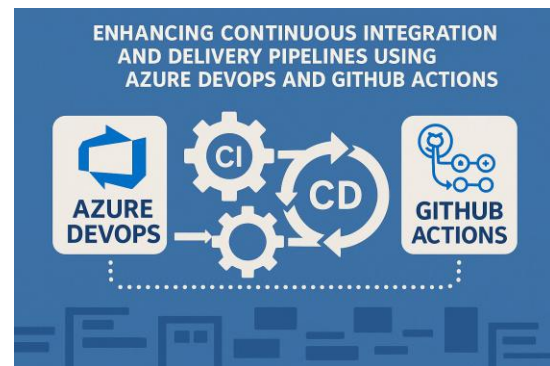 ENHANCING CONTINUOUS INTEGRATION
AND DELIVERY PIPELINES USING
AZURE DEVOPS AND GITHUB ACTIONS
CI
CD
AZURE
DEVOPS
GITHUB
ACTIONS